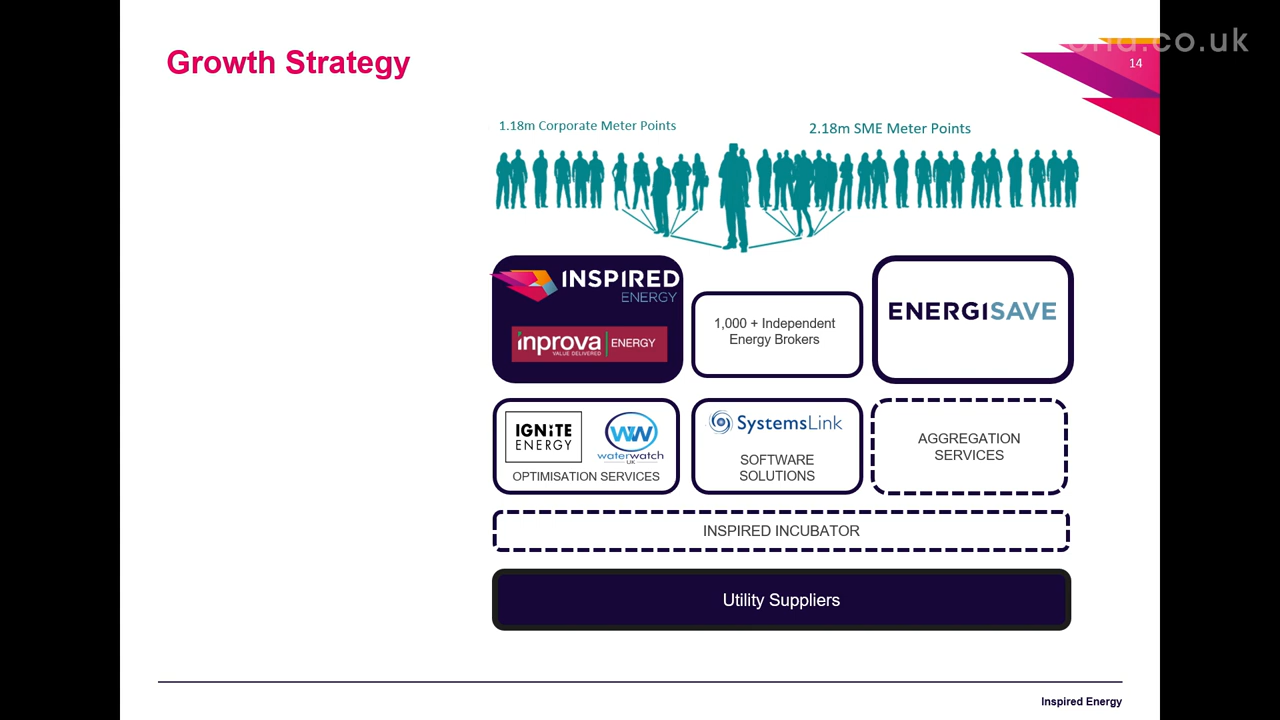 Growth Strategy
.co.uk
14
1.18m Corporate Meter Points
2.18m SME Meter Points
INSPIRED
ENERGY
inprova ENERGY
VALUE DELIVERED
1,000 + Independent
Energy Brokers
ENERGISAVE
IGNiTE
ENERGY
WW
waterwatch
UK
OPTIMISATION SERVICES
SystemsLink
SOFTWARE
SOLUTIONS
AGGREGATION
SERVICES
INSPIRED INCUBATOR
Utility Suppliers
Inspired Energy